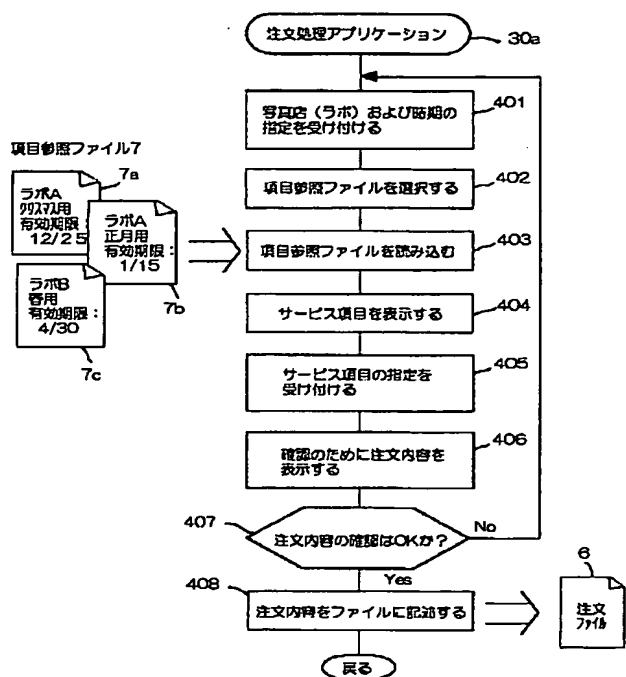 注文処理アプリケーション
30a
写真店（ラボ）および時期の
指定を受け付ける
401
項目参照ファイル7
7a
ラボA
クリスマス用
有効期限
12/25
ラボA
正月用
有効期限：
1/15
7b
ラボB
春用
有効期限：
4/30
7c
項目参照ファイルを選択する
402
項目参照ファイルを読み込む
403
サービス項目を表示する
404
サービス項目の指定を
受け付ける
405
確認のために注文内容を
表示する
406
407
注文内容の確認はOKか？
No
Yes
408
注文内容をファイルに記述する
6
注文
ファイル
戻る